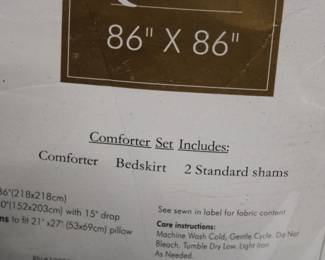 86" X 86"
Comforter Set Includes:
Comforter Bedskirt 2 Standard shams
86"(218x218cm)
0"(152x203cm) with 15" drop
ns to fit 21" x27" (53x69cm) pillow
See sewn in label for fabric content
Care instructions:
Machine Wash Cold, Gentle Cycle. Do Not
Bleach. Tumble Dry Low. Light Iron
As Needed.